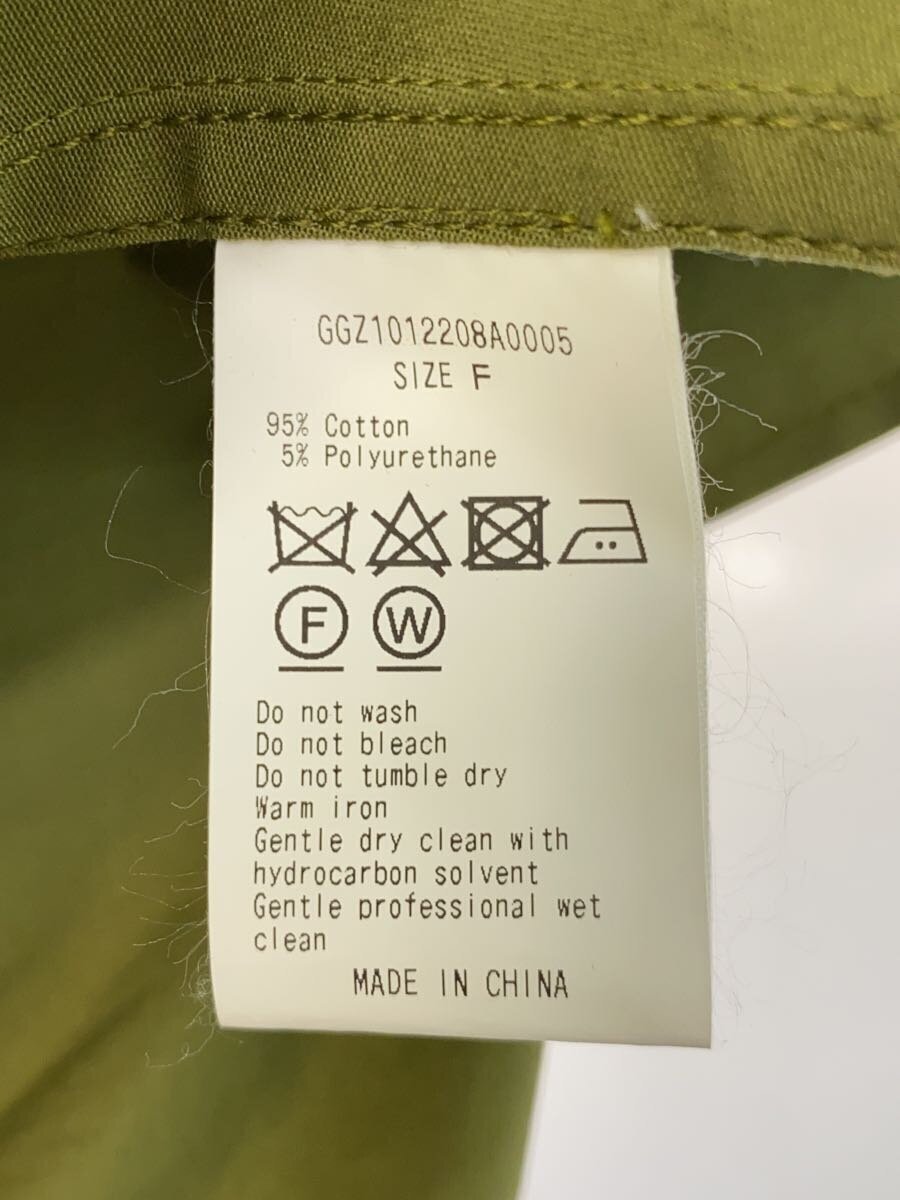 GGZ1012208A0005
SIZE F
95% Cotton
5% Polyurethane
F W
Do not wash
Do not bleach
Do not tumble dry
Warm iron
Gentle dry clean with
hydrocarbon solvent
Gentle professional wet
clean
MADE IN CHINA